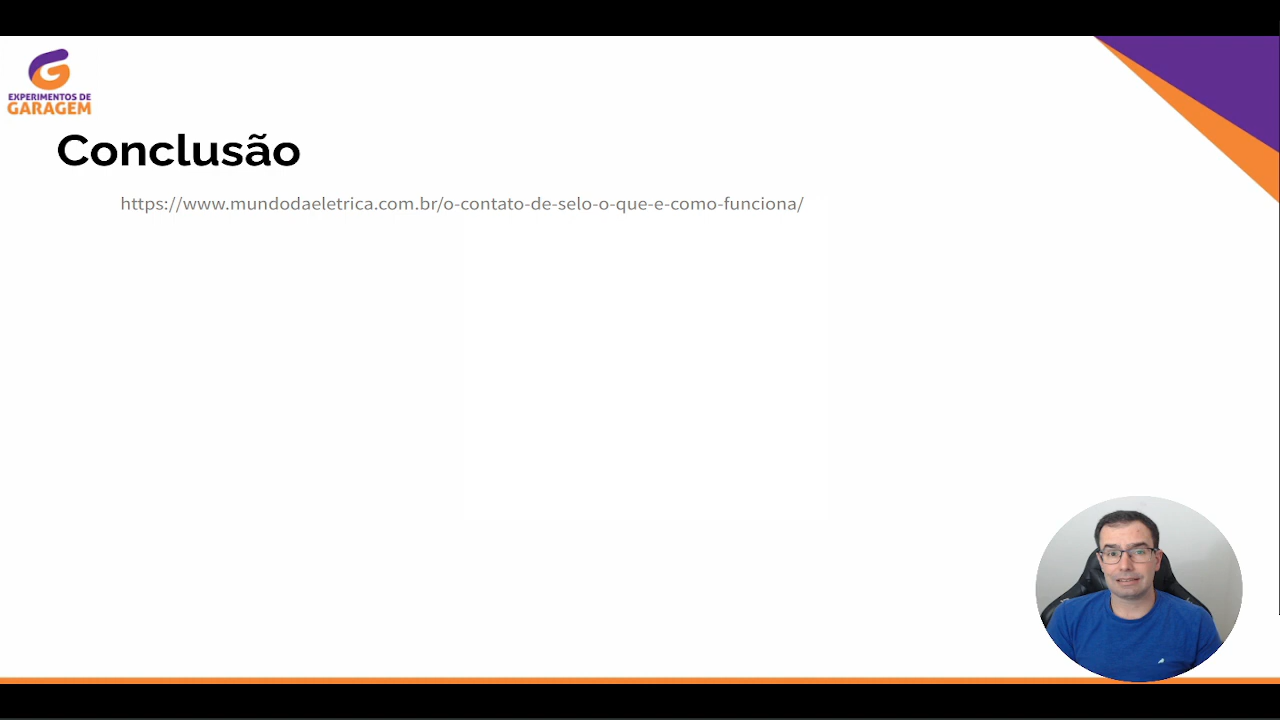 EXPERIMENTOS DE
GARAGEM
Conclusão
https://www.mundodaeletrica.com.br/o-contato-de-selo-o-que-e-como-funciona/